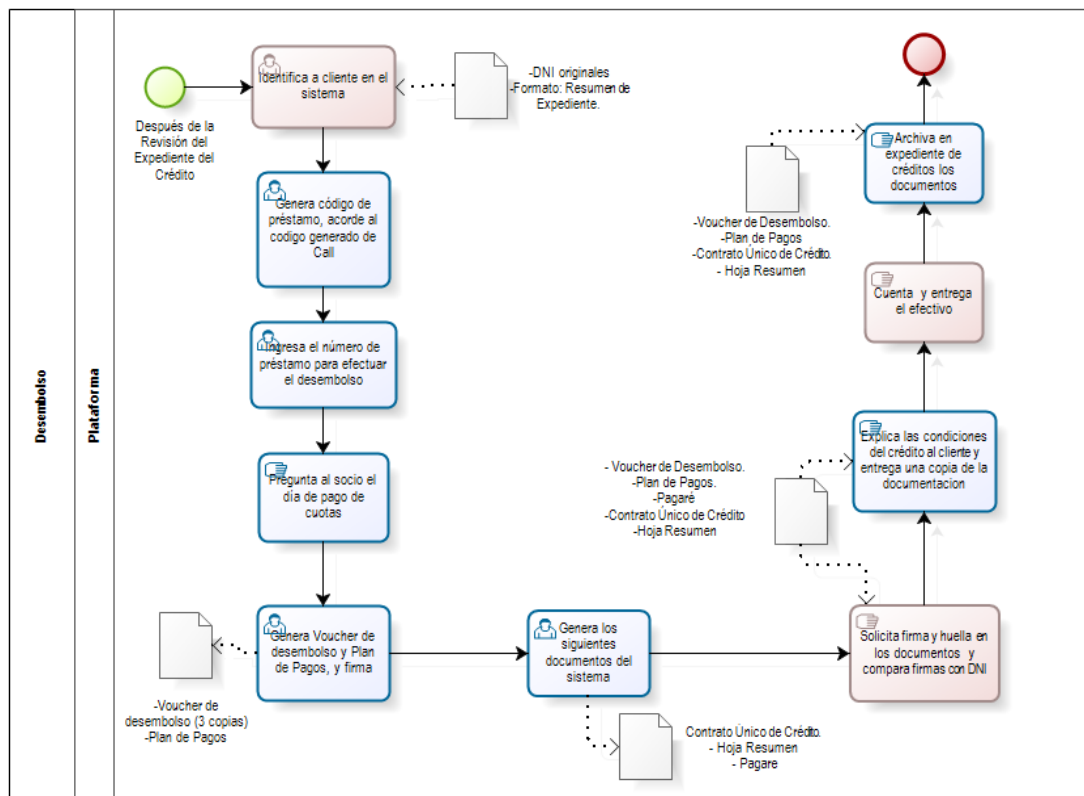 Desembolso
Plataforma
Después de la
Revisión del
Expediente del
Crédito
Identifica a cliente en el
sistema
-DNI originales
-Formato: Resumen de
Expediente.
Genera código de
préstamo, acorde al
codigo generado de
Call
Ingresa el número de
préstamo para efectuar
el desembolso
Pregunta al socio el
día de pago de
cuotas
Genera Voucher de
desembolso y Plan
de Pagos, y firma
-Voucher de
desembolso (3 copias)
-Plan de Pagos
Genera los
siguientes
documentos del
sistema
Contrato Único de Crédito.
- Hoja Resumen
- Pagare
Solicita firma y huella en
los documentos y
compara firmas con DNI
- Voucher de Desembolso.
-Plan de Pagos.
- Pagaré
-Contrato Único de Crédito
-Hoja Resumen
Explica las condiciones
del crédito al cliente y
entrega una copia de la
documentacion
Cuenta y entrega
el efectivo
Archiva en
expediente de
créditos los
documentos
-Voucher de Desembolso.
-Plan de Pagos
-Contrato Único de Crédito.
- Hoja Resumen